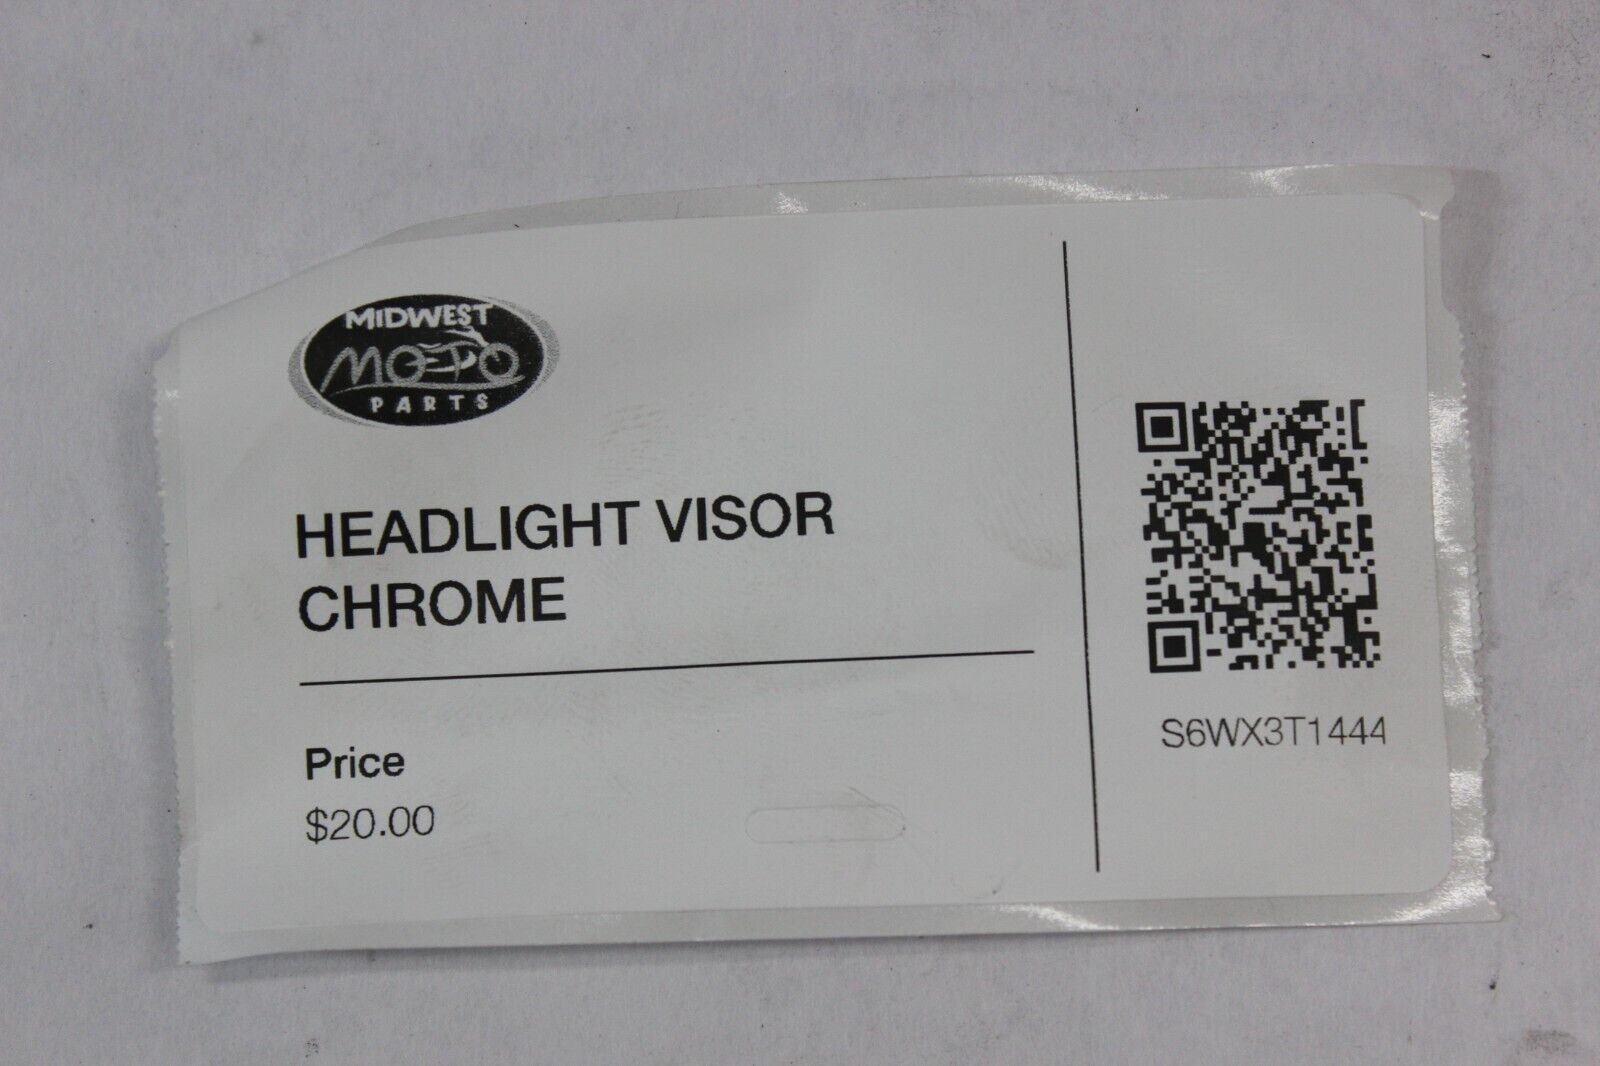 MIDWEST
MOTO
PARTS
HEADLIGHT VISOR
CHROME
Price
$20.00
S6WX3T1444